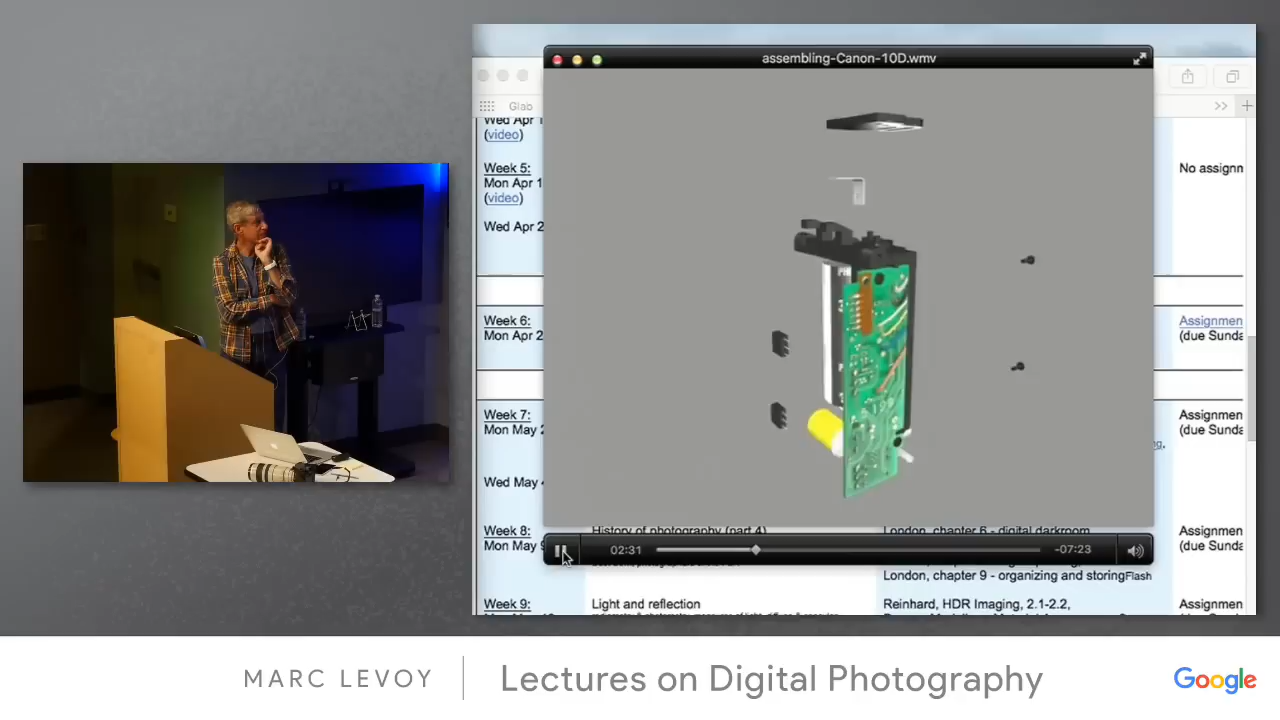 assembling-Canon-10D.wmv
Glab
>>
+
Wed Apr 1
(video)
Week 5:
Mon Apr 1
(video)
Wed Apr 2
No assignm
Week 6:
Mon Apr 2
Assignmen
(due Sunda
Week 7:
Mon May 2
Assignmen
(due Sunda
Wed May 4
Week 8:
Mon May 9
History of photography (part 4)
London, chapter 6 - digital darkroom
Assignmen
(due Sunda
02:31
-07:23
London, chapter 9 - organizing and storingFlash
Week 9:
Light and reflection
Reinhard, HDR Imaging, 2.1-2.2,
Assignmen
MARC LEVOY
Lectures on Digital Photography
Google